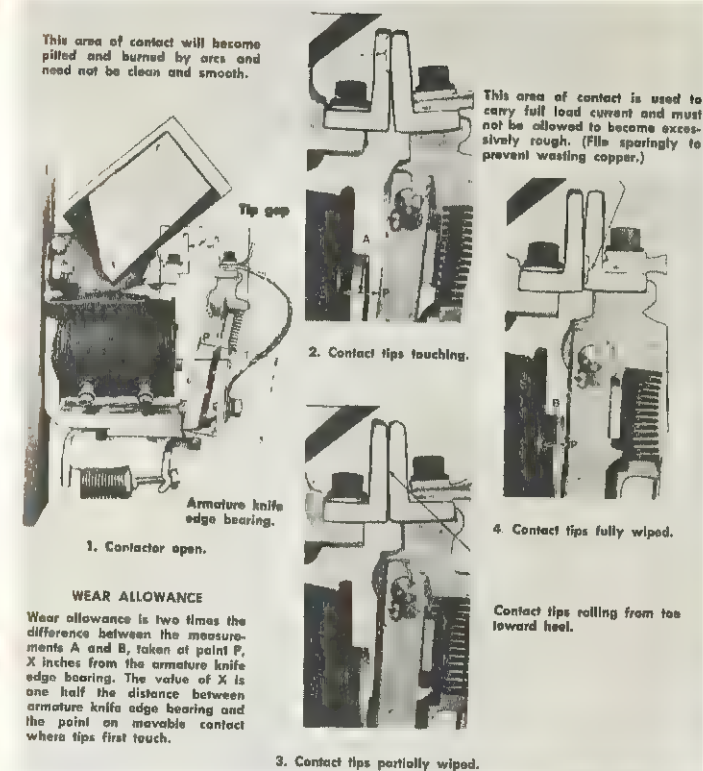 This area of contact will become
pitted and burned by arcs and
need not be clean and smooth.
Tip gap
Armature knife
edge bearing.
1. Contactor open.
WEAR ALLOWANCE
Wear allowance is two times the
difference between the measure-
ments A and B, taken at point P,
X inches from the armature knife
edge bearing. The value of X is
one half the distance between
armature knife edge bearing and
the point on movable contact
where tips first touch.
A
P
2. Contact tips touching.
3. Contact tips partially wiped.
This area of contact is used to
carry full load current and must
not be allowed to become exces-
sively rough. (File sparingly to
prevent wasting copper.)
B
P
4 Contact tips fully wiped.
Contact tips rolling from toe
toward heel.